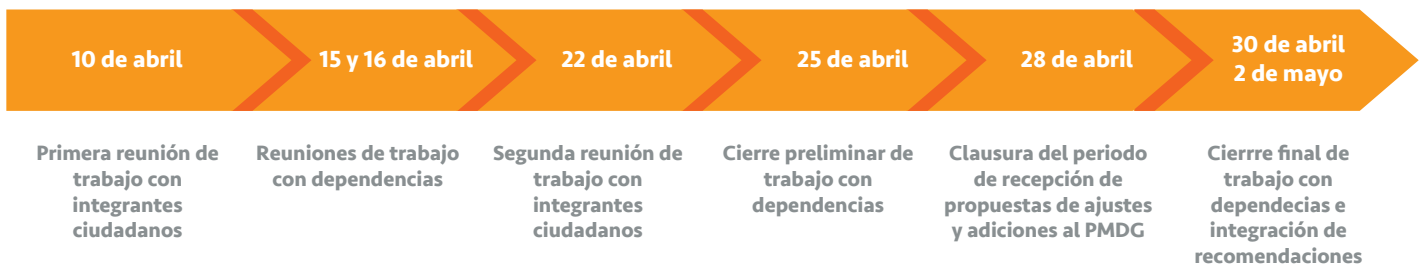 10 de abril
15 y 16 de abril
22 de abril
25 de abril
28 de abril
30 de abril
2 de mayo
Primera reunión de
trabajo con
integrantes
ciudadanos
Reuniones de trabajo
con dependencias
Segunda reunión de
trabajo con
integrantes
ciudadanos
Cierre preliminar de
trabajo con
dependencias
Clausura del periodo
de recepción de
propuestas de ajustes
y adiciones al PMDG
Cierrre final de
trabajo con
dependecias e
integración de
recomendaciones